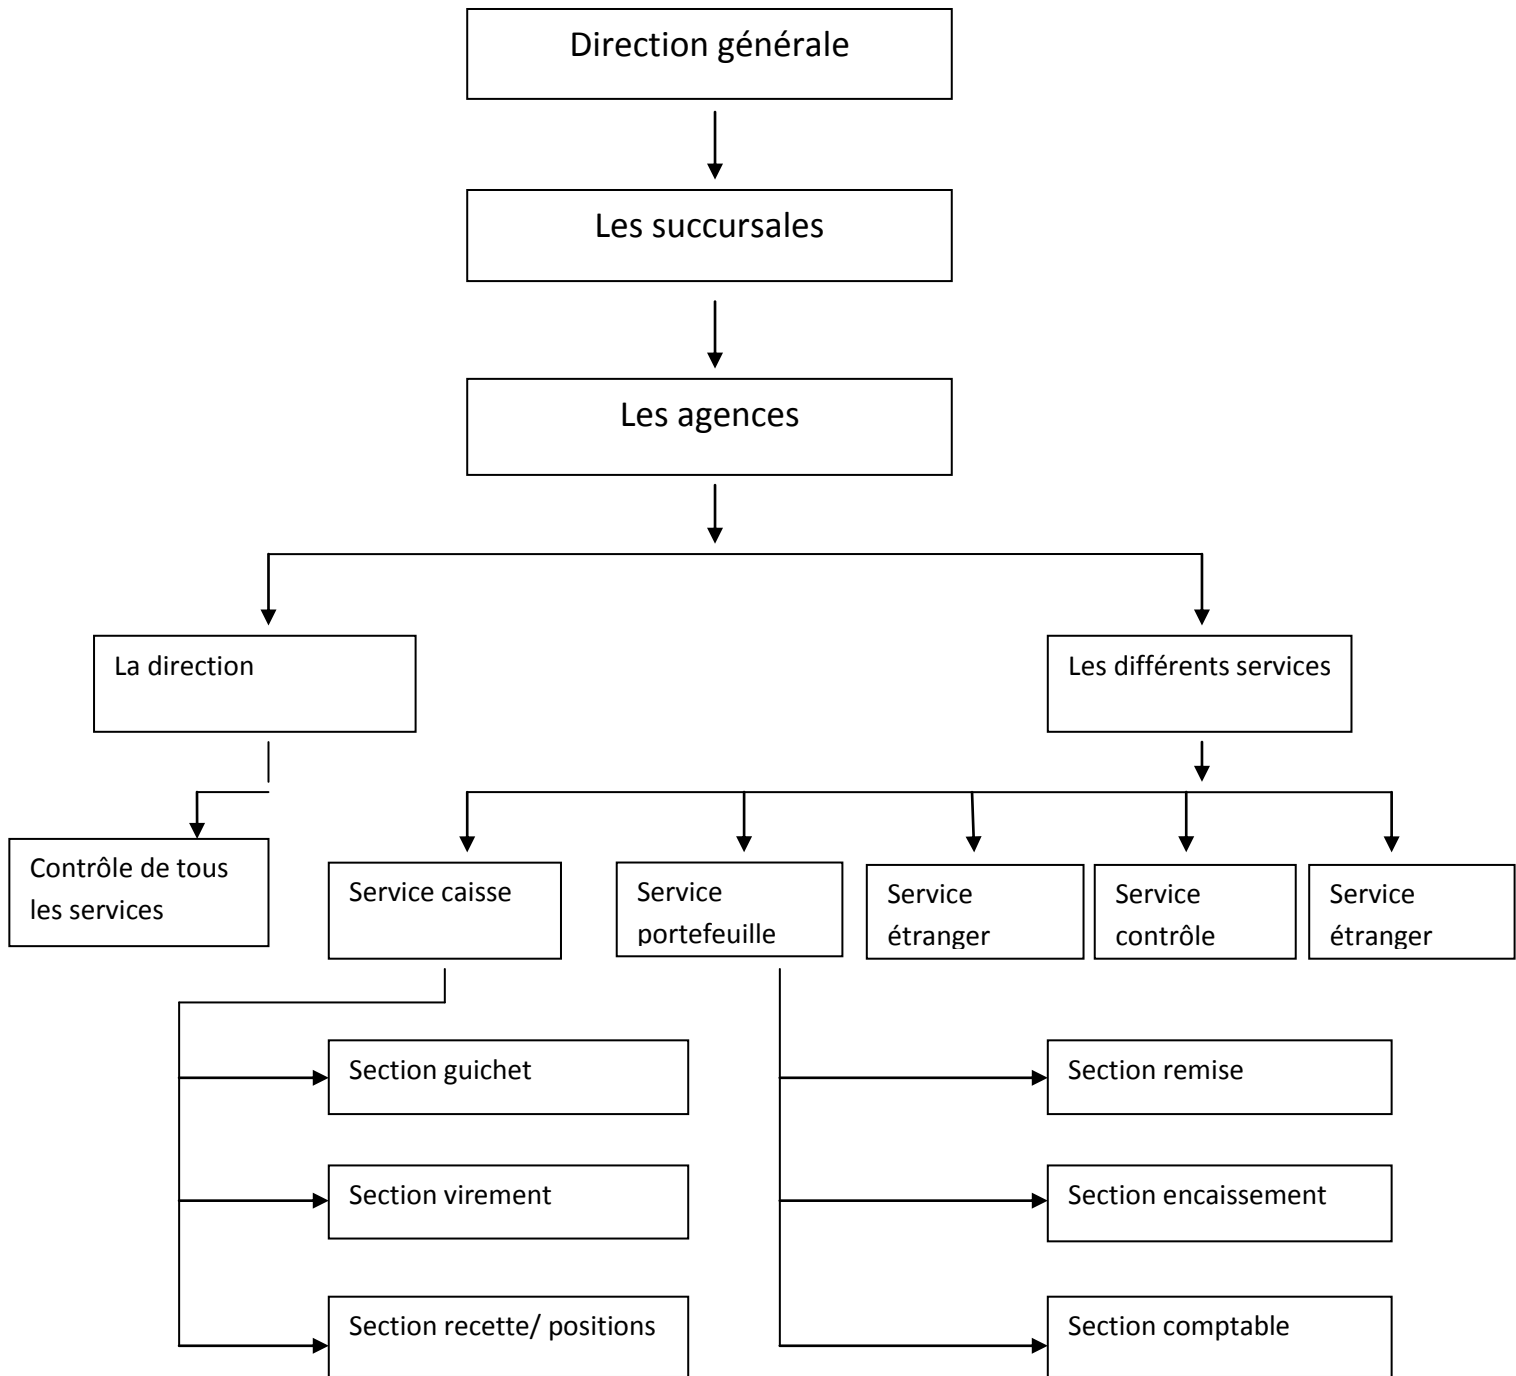 Direction générale
Les succursales
Les agences
La direction
Les différents services
Contrôle de tous
les services
Service caisse
Service
portefeuille
Service
étranger
Service
contrôle
Service
étranger
Section guichet
Section remise
Section virement
Section encaissement
Section recette/ positions
Section comptable